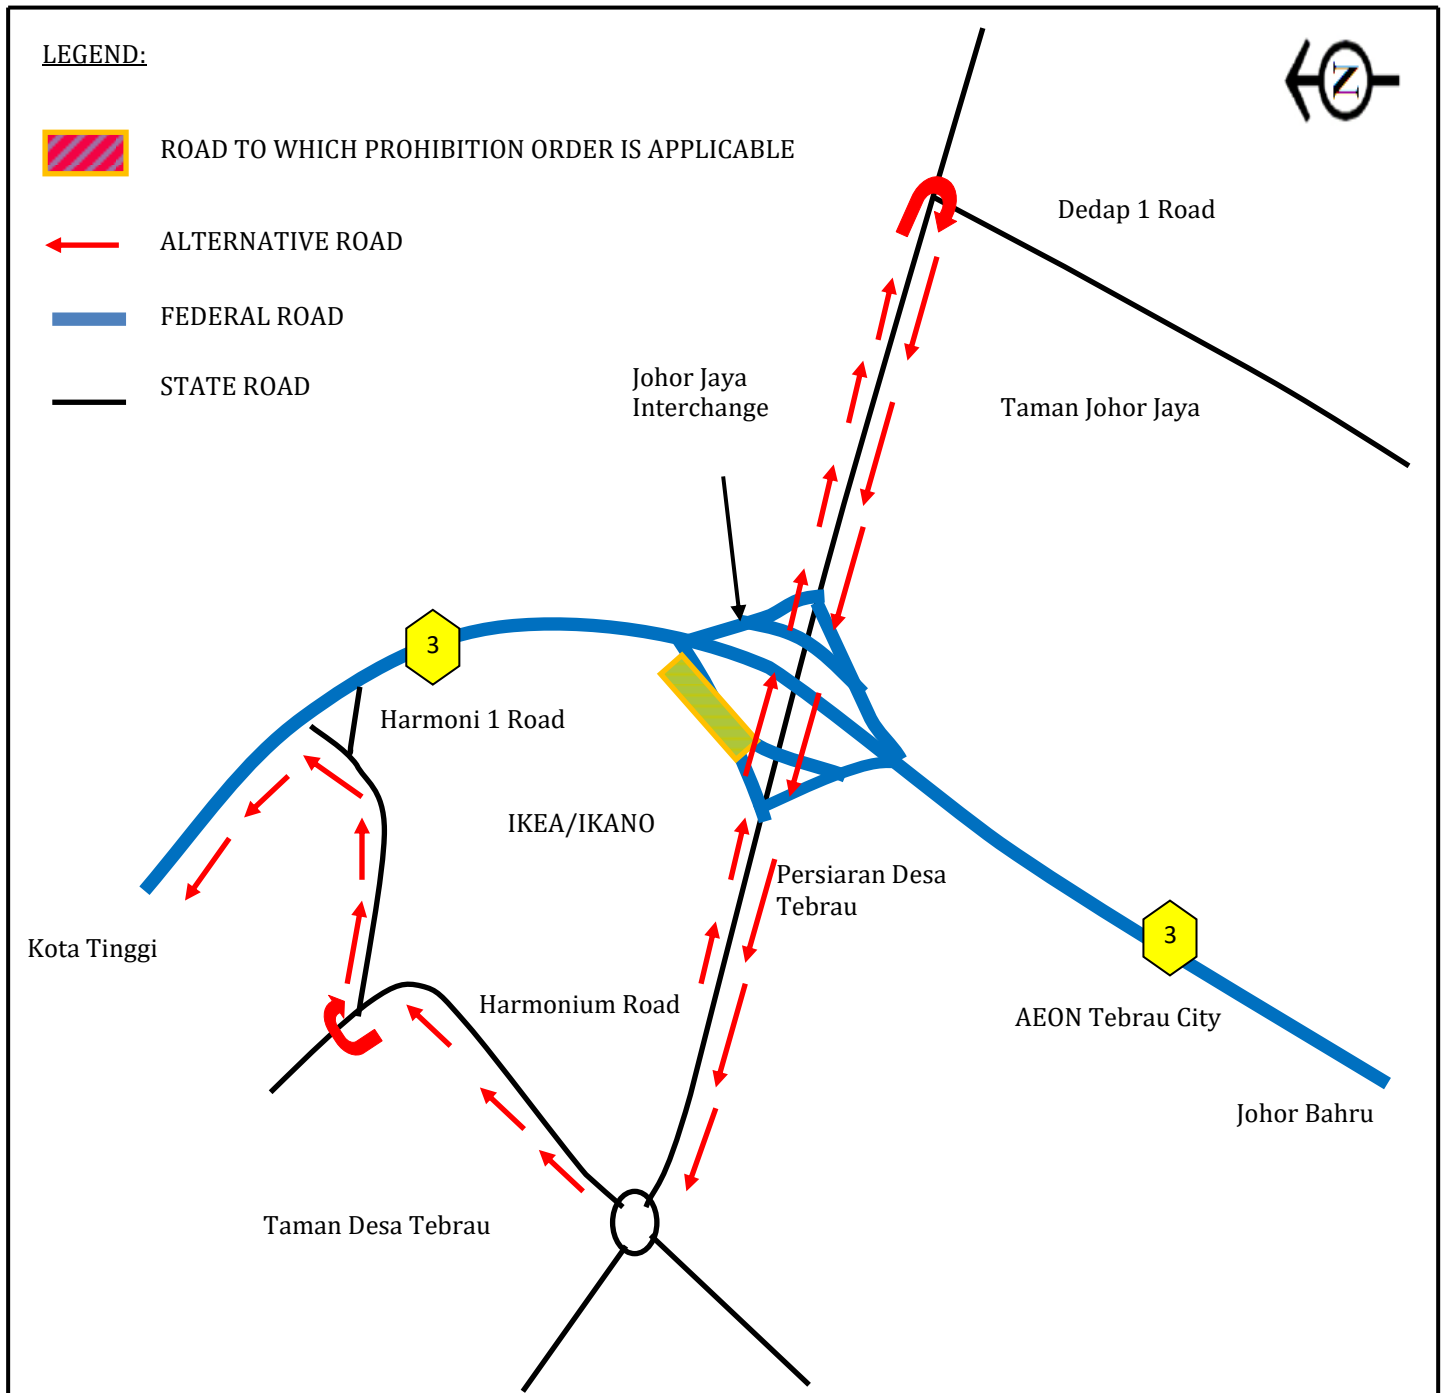 LEGEND:
N
ROAD TO WHICH PROHIBITION ORDER IS APPLICABLE
Dedap 1 Road
ALTERNATIVE ROAD
FEDERAL ROAD
STATE ROAD
Johor Jaya
Interchange
Taman Johor Jaya
3
Harmoni 1 Road
IKEA/IKANO
Persiaran Desa
Tebrau
3
Kota Tinggi
Harmonium Road
AEON Tebrau City
Johor Bahru
Taman Desa Tebrau